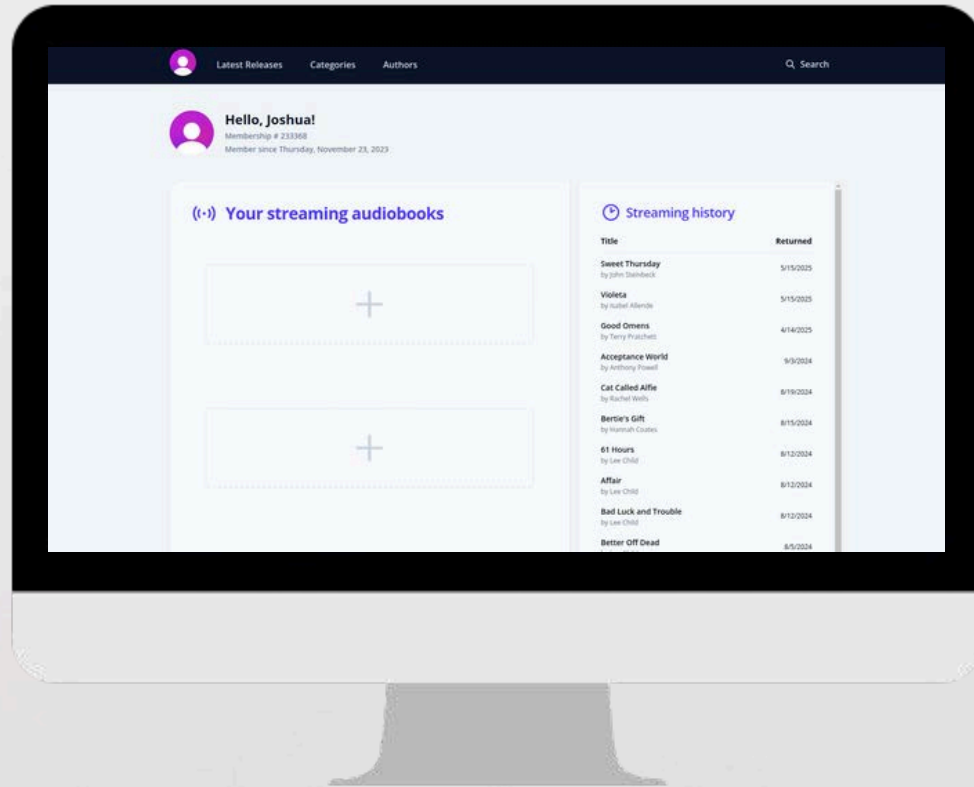 Latest Releases Categories Authors Search
Hello, Joshua!
Membership # 233368
Member since Thursday, November 23, 2023
Your streaming audiobooks
Streaming history
Title Returned
Sweet Thursday 5/15/2025
by John Steinbeck
Violeta 5/15/2025
by Isabel Allende
Good Omens 4/14/2025
by Terry Pratchett
Acceptance World 9/3/2024
by Anthony Powell
Cat Called Alfie 8/19/2024
by Rachel Wells
Bertie's Gift 8/15/2024
by Hannah Coates
61 Hours 8/12/2024
by Lee Child
Affair 8/12/2024
by Lee Child
Bad Luck and Trouble 8/12/2024
by Lee Child
Better Off Dead 8/5/2024